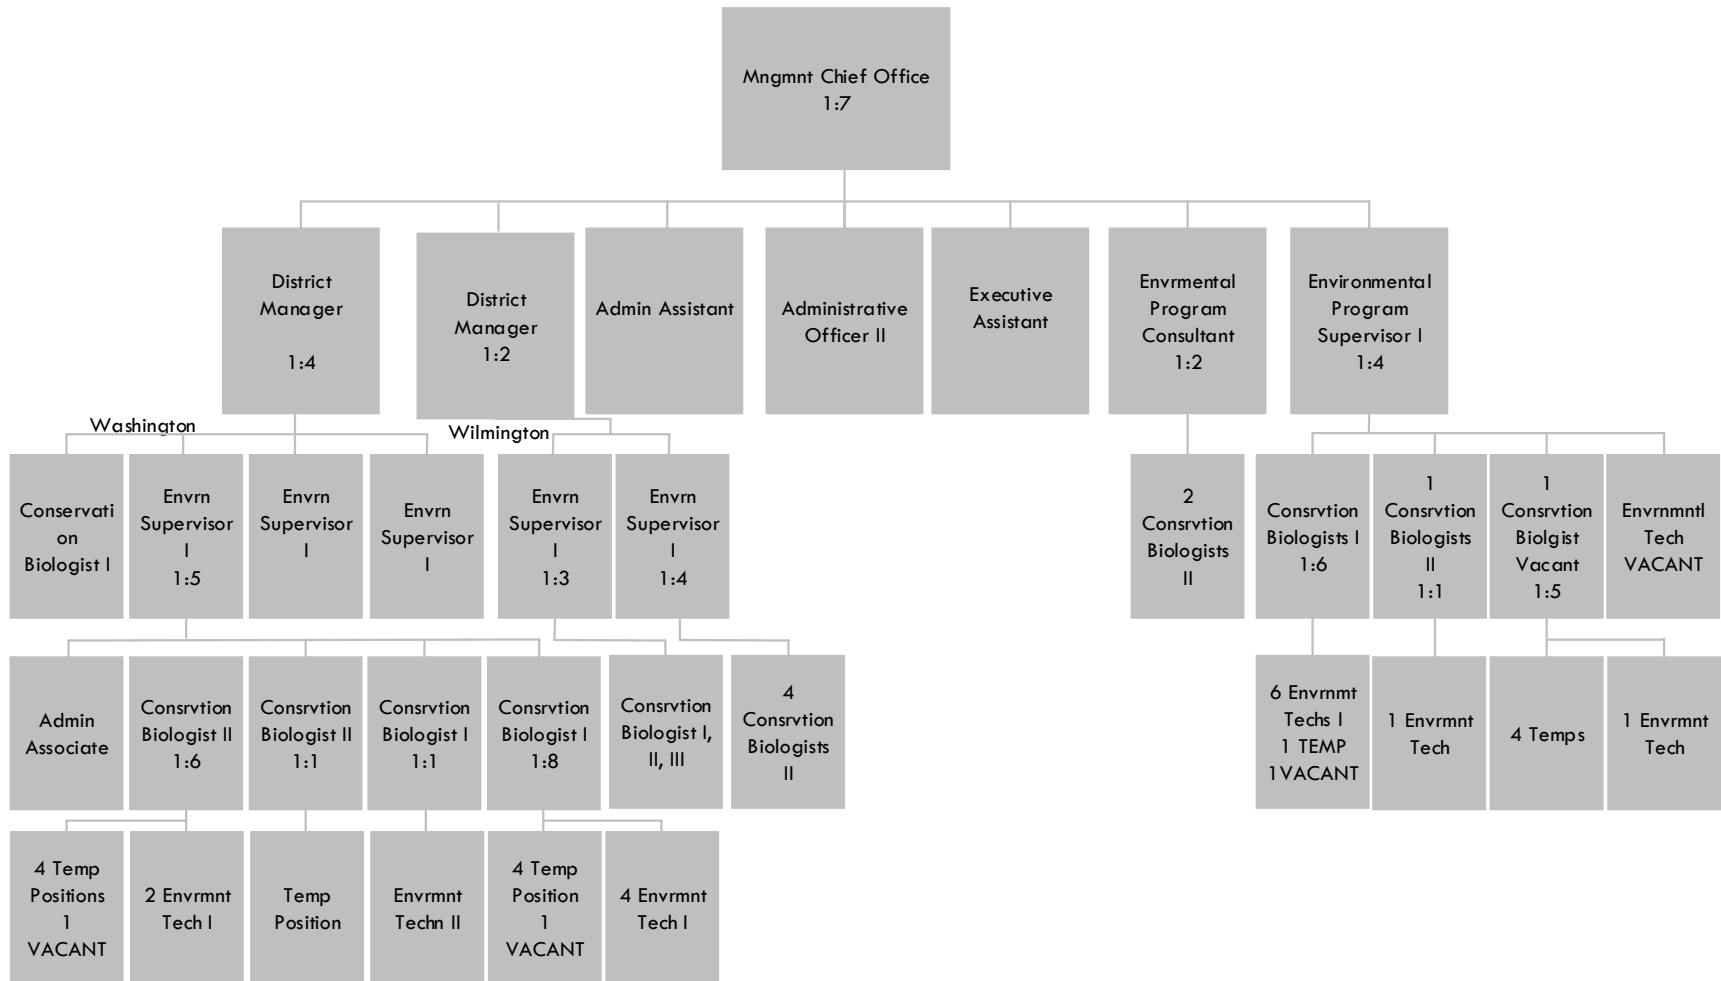 Mngmnt Chief Office
1:7
District
Manager
1:4
District
Manager
1:2
Admin Assistant
Administrative
Officer II
Executive
Assistant
Envrmental
Program
Consultant
1:2
Environmental
Program
Supervisor I
1:4
Washington
Wilmington
Conservati
on
Biologist I
Envrn
Supervisor
I
1:5
Envrn
Supervisor
I
Envrn
Supervisor
I
Envrn
Supervisor
I
1:3
Envrn
Supervisor
I
1:4
2
Consrvtion
Biologists
II
Consrvtion
Biologists I
1:6
1
Consrvtion
Biologists
II
1:1
1
Consrvtion
Biolgist
Vacant
1:5
Envrnmntl
Tech
VACANT
Admin
Associate
Consrvtion
Biologist II
1:6
Consrvtion
Biologist II
1:1
Consrvtion
Biologist I
1:1
Consrvtion
Biologist I
1:8
Consrvtion
Biologist I,
II, III
4
Consrvtion
Biologists
II
6 Envrnmt
Techs I
1 TEMP
1VACANT
1 Envrmnt
Tech
4 Temps
1 Envrmnt
Tech
4 Temp
Positions
1
VACANT
2 Envrmnt
Tech I
Temp
Position
Envrmnt
Techn II
4 Temp
Position
1
VACANT
4 Envrmnt
Tech I